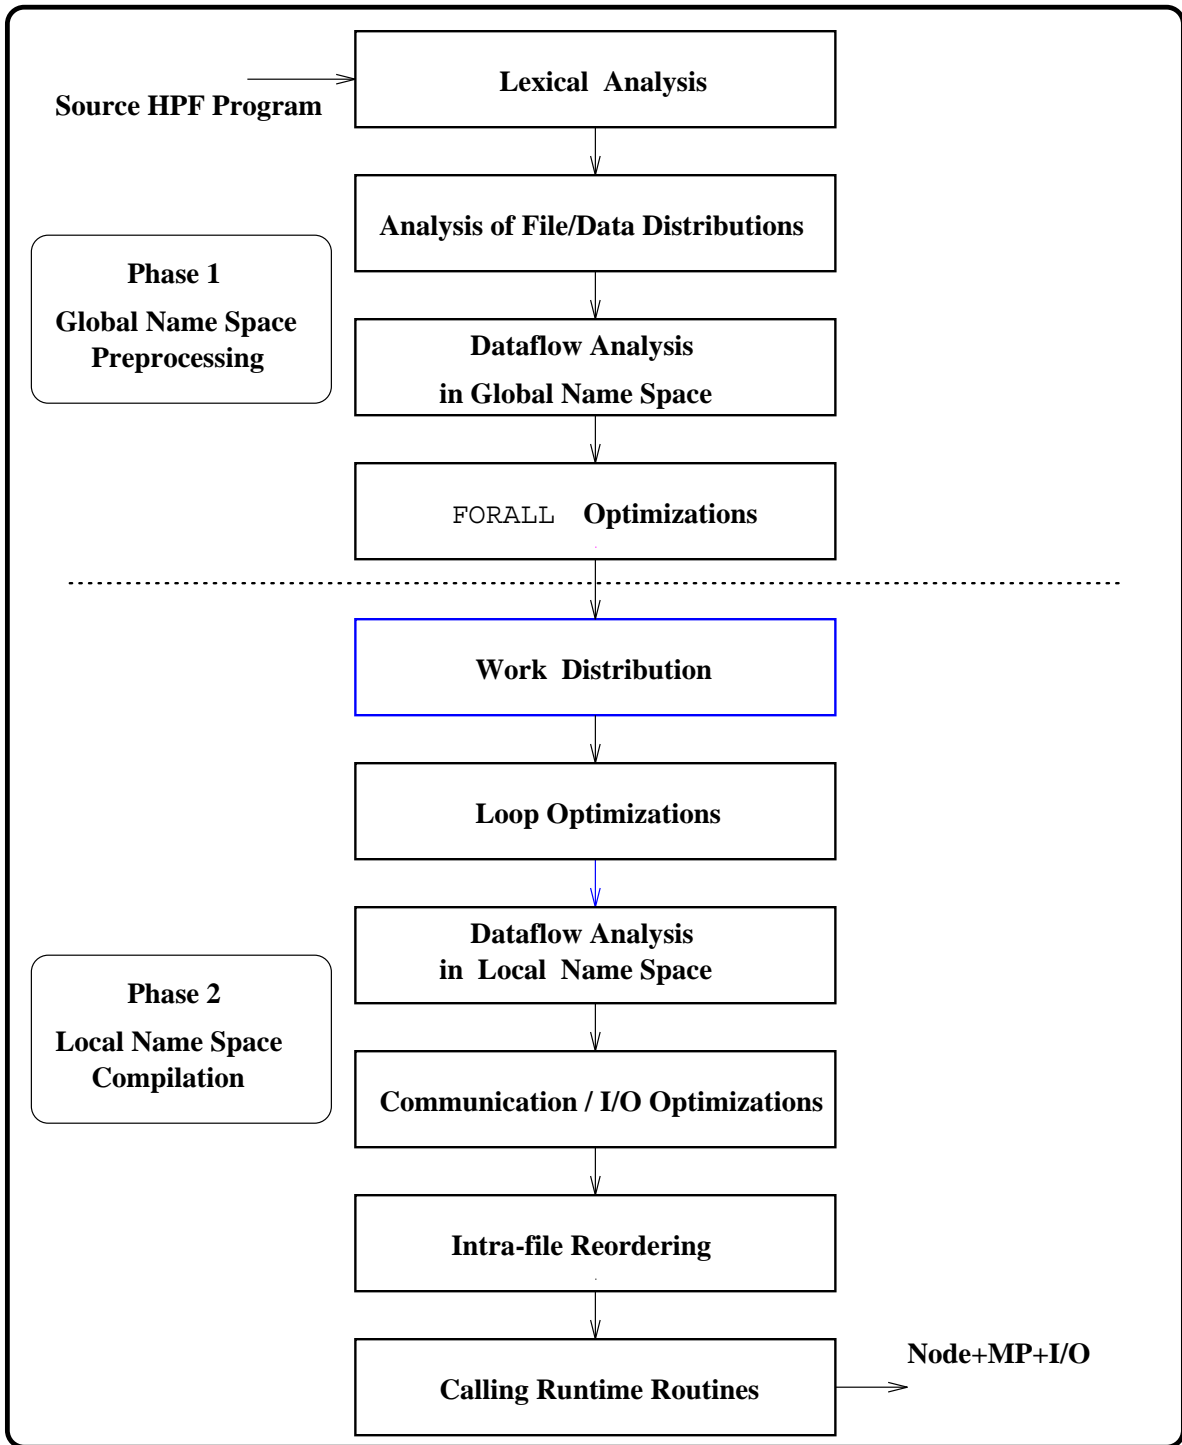 Lexical Analysis
Source HPF Program
Analysis of File/Data Distributions
Phase 1
Global Name Space
Preprocessing
Dataflow Analysis
in Global Name Space
FORALL Optimizations
Work Distribution
Loop Optimizations
Dataflow Analysis
in Local Name Space
Phase 2
Local Name Space
Compilation
Communication / I/O Optimizations
Intra-file Reordering
Node+MP+I/O
Calling Runtime Routines